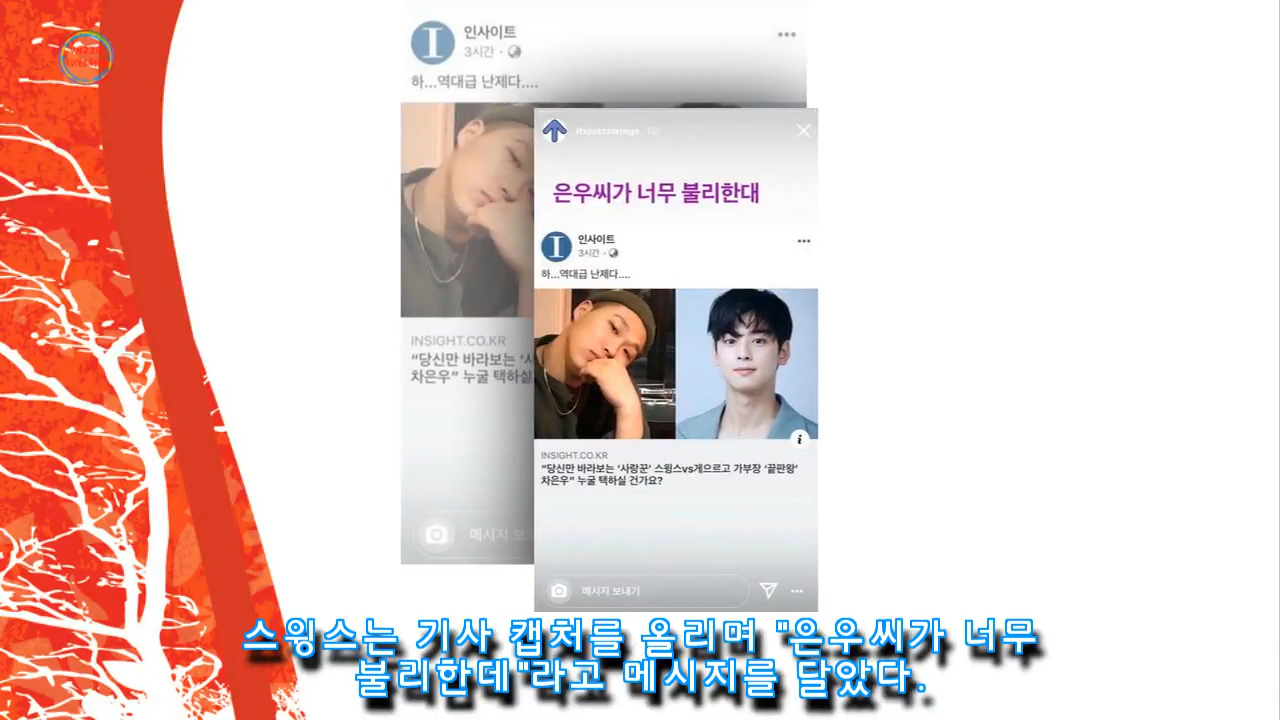 인사이트
3시간
하...역대급 난제다....
INSIGHT.CO.KR
“당신만 바라보는 ‘사
차은우” 누굴 택하실
메시지 보
itsjustswings
은우씨가 너무 불리한대
인사이트
3시간
하...역대급 난제다....
INSIGHT.CO.KR
“당신만 바라보는 ‘사랑꾼’ 스윙스vs게으르고 가부장 ‘끝판왕’
차은우” 누굴 택하실 건가요?
메시지 보내기
스윙스는 기사 캡처를 올리며 "은우씨가 너무
불리한데"라고 메시지를 달았다.